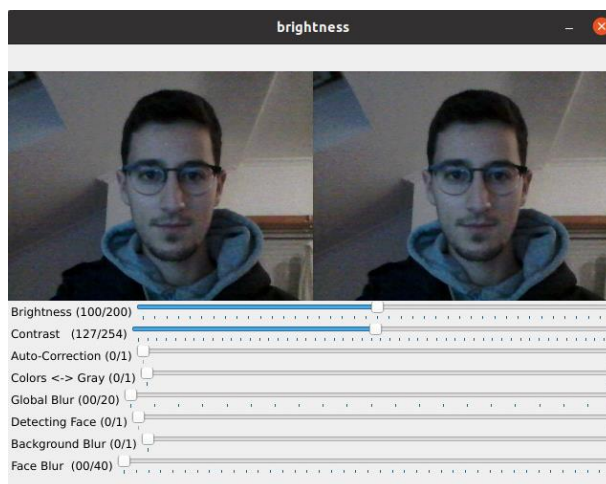 brightness
Brightness (100/200)
Contrast (127/254)
Auto-Correction (0/1)
Colors <-> Gray (0/1)
Global Blur (00/20)
Detecting Face (0/1)
Background Blur (0/1)
Face Blur (00/40)